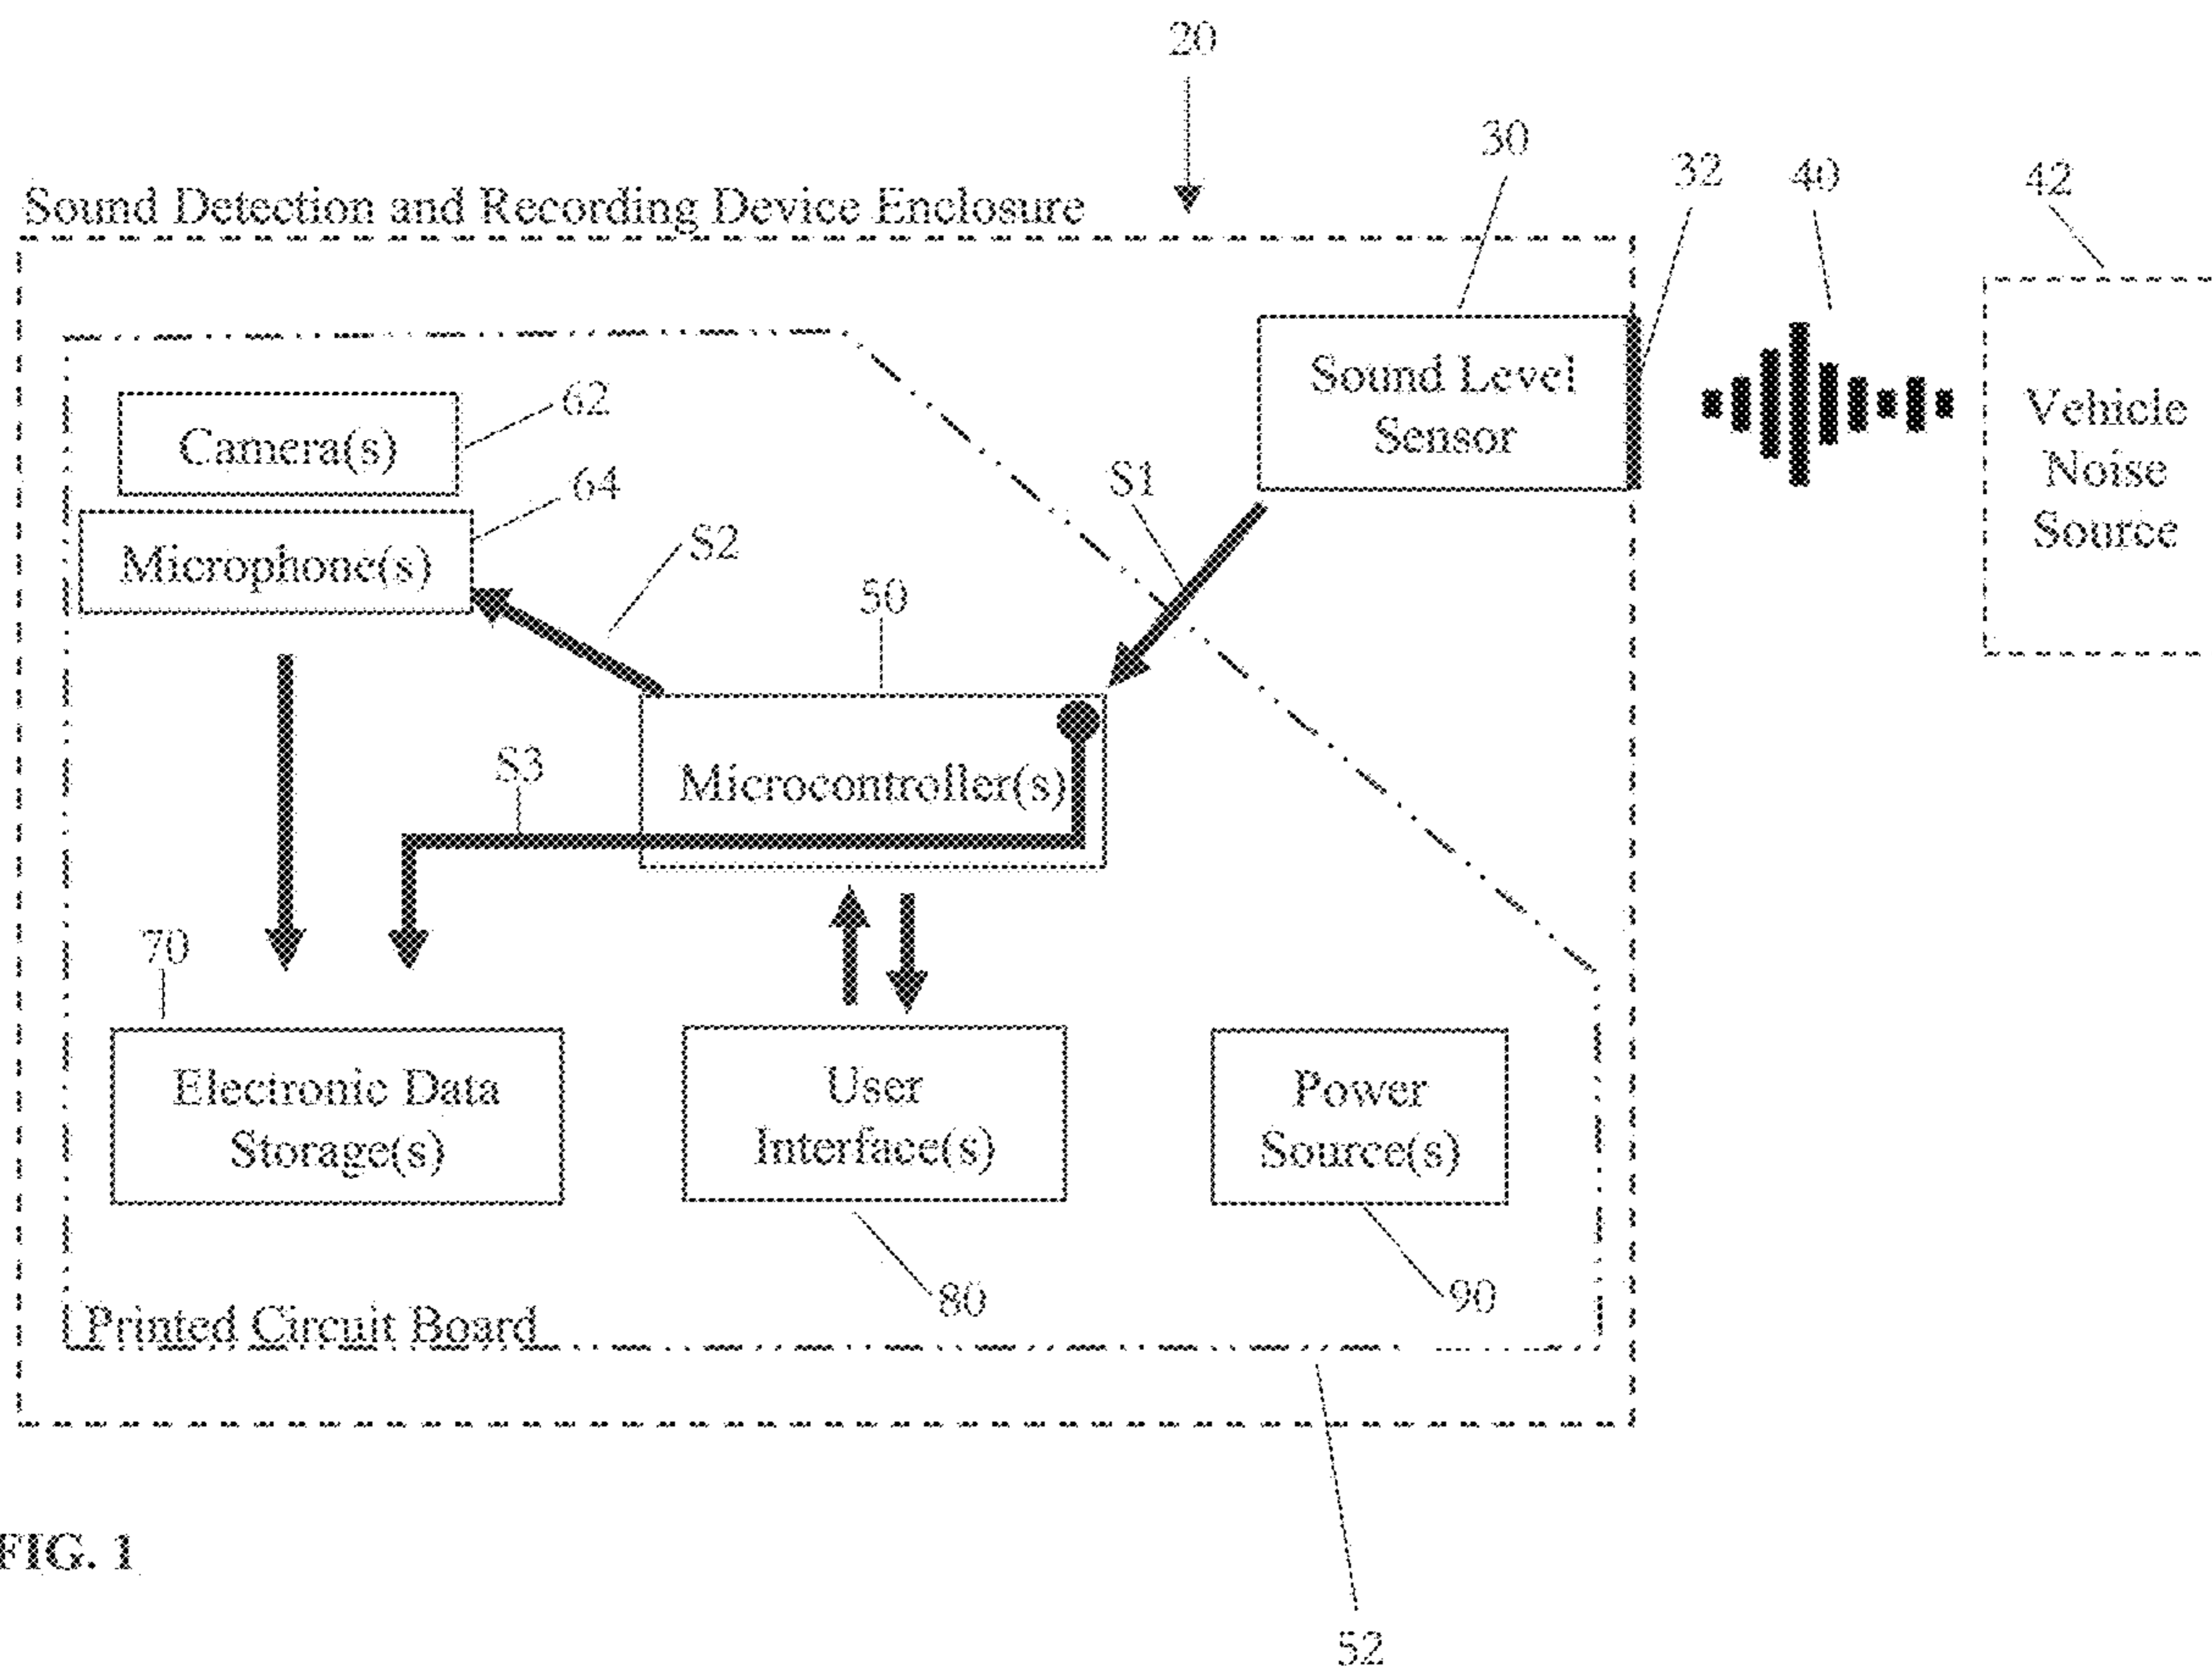 20
30
32
40
42
Sound Detection and Recording Device Enclosure
Camera(s)
62
Microphone(s)
64
Sound Level
Sensor
Vehicle
Noise
Source
S1
S2
50
Microcontroller(s)
S3
70
Electronic Data
Storage(s)
User
Interface(s)
Power
Source(s)
80
90
Printed Circuit Board
FIG. 1
52